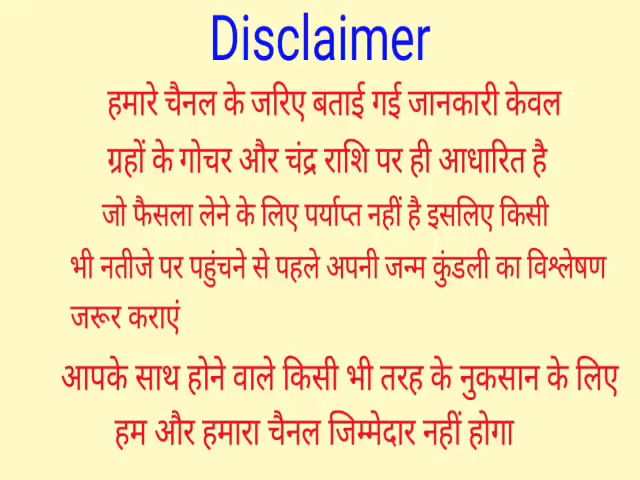 Disclaimer
हमारे चैनल के जरिए बताई गई जानकारी केवल
ग्रहों के गोचर और चंद्र राशि पर ही आधारित है
जो फैसला लेने के लिए पर्याप्त नहीं है इसलिए किसी
भी नतीजे पर पहुंचने से पहले अपनी जन्म कुंडली का विश्लेषण
जरूर कराएं
आपके साथ होने वाले किसी भी तरह के नुकसान के लिए
हम और हमारा चैनल जिम्मेदार नहीं होगा